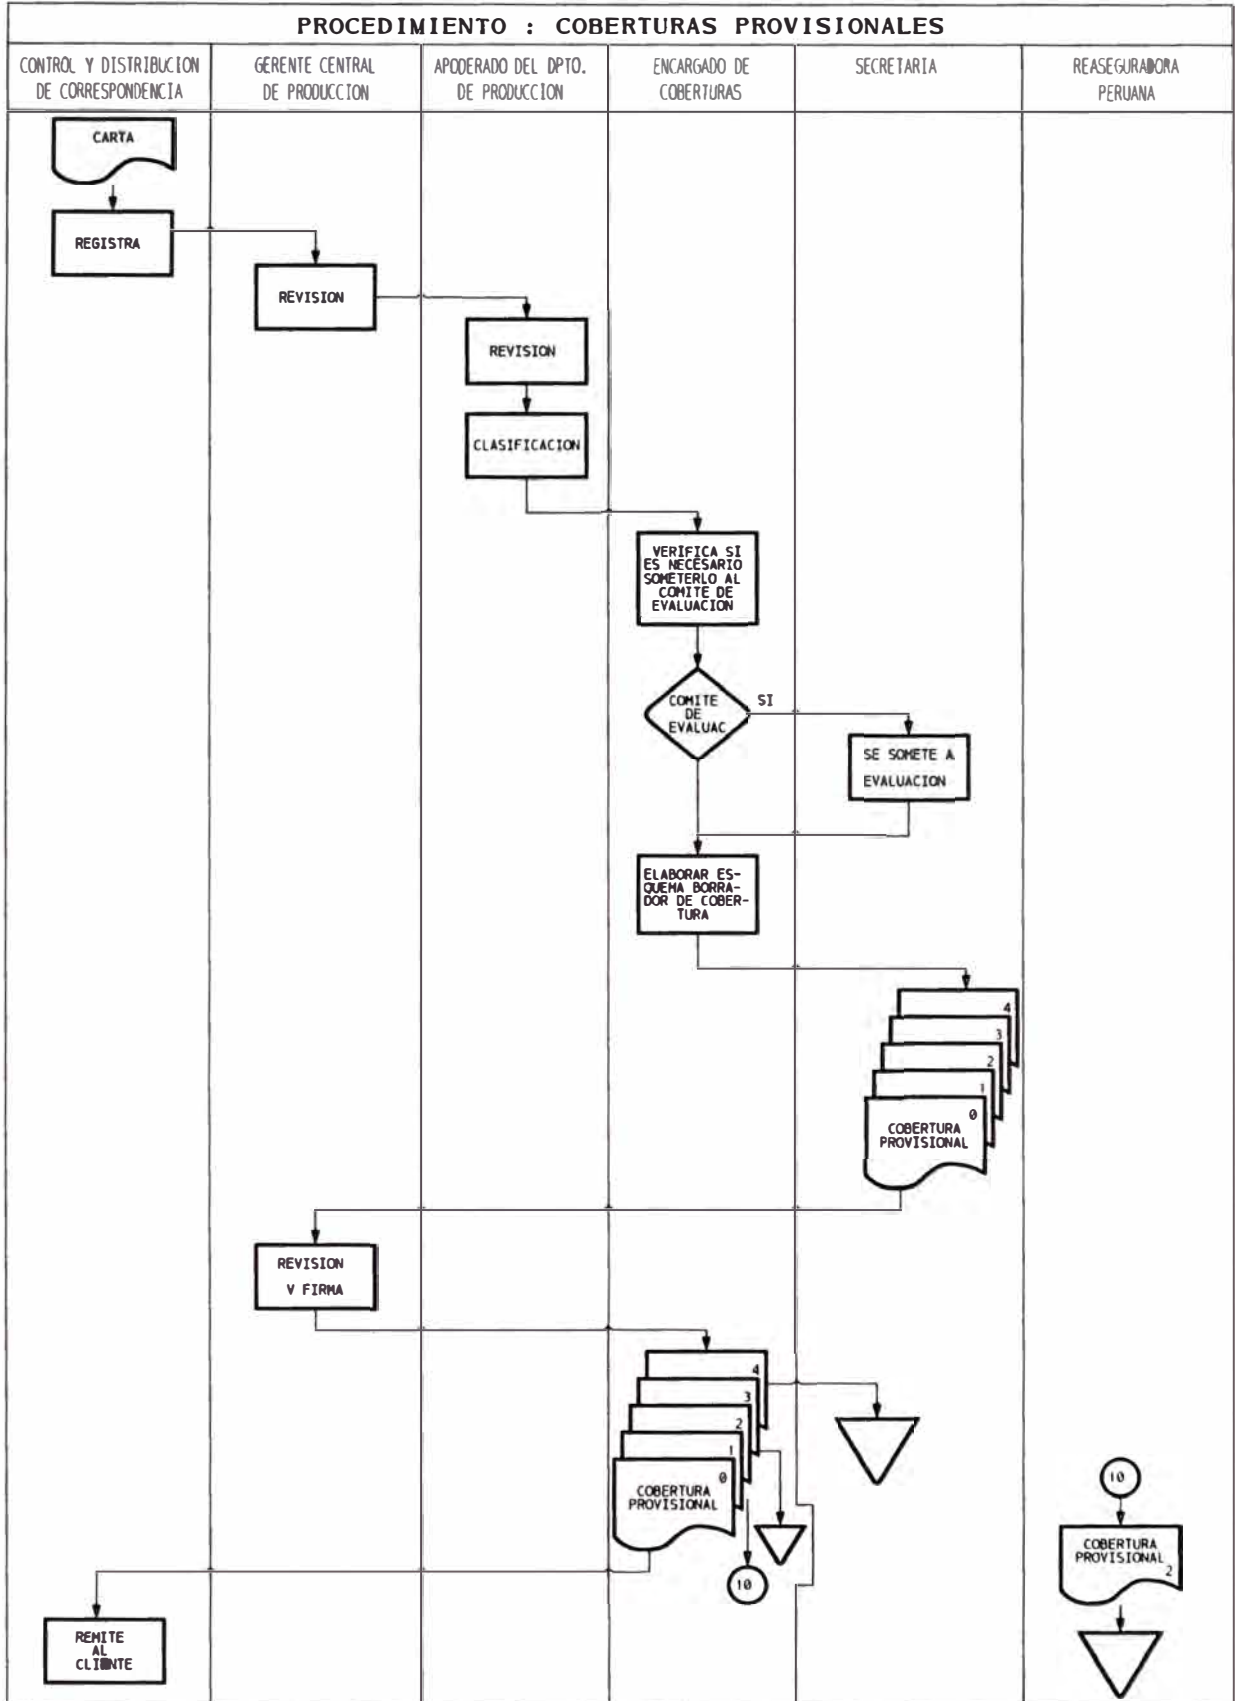 PROCEDIMIENTO : COBERTURAS PROVISIONALES
CONTROL Y DISTRIBUCION
DE CORRESPONDENCIA
GERENTE CENTRAL
DE PRODUCCION
APODERADO DEL DPTO.
DE PRODUCCION
ENCARGADO DE
COBERTURAS
SECRETARIA
REASEGURADORA
PERUANA
CARTA
REGISTRA
REVISION
REVISION
CLASIFICACION
VERIFICA SI
ES NECESARIO
SOMETERLO AL
COMITE DE
EVALUACION
COMITE
DE
EVALUAC
SI
SE SOMETE A
EVALUACION
ELABORAR ES-
QUEMA BORRA-
DOR DE COBER-
TURA
4
3
2
1
0
COBERTURA
PROVISIONAL
REVISION
V FIRMA
4
3
2
1
0
COBERTURA
PROVISIONAL
10
10
COBERTURA
PROVISIONAL
2
REMITE
AL
CLIENTE